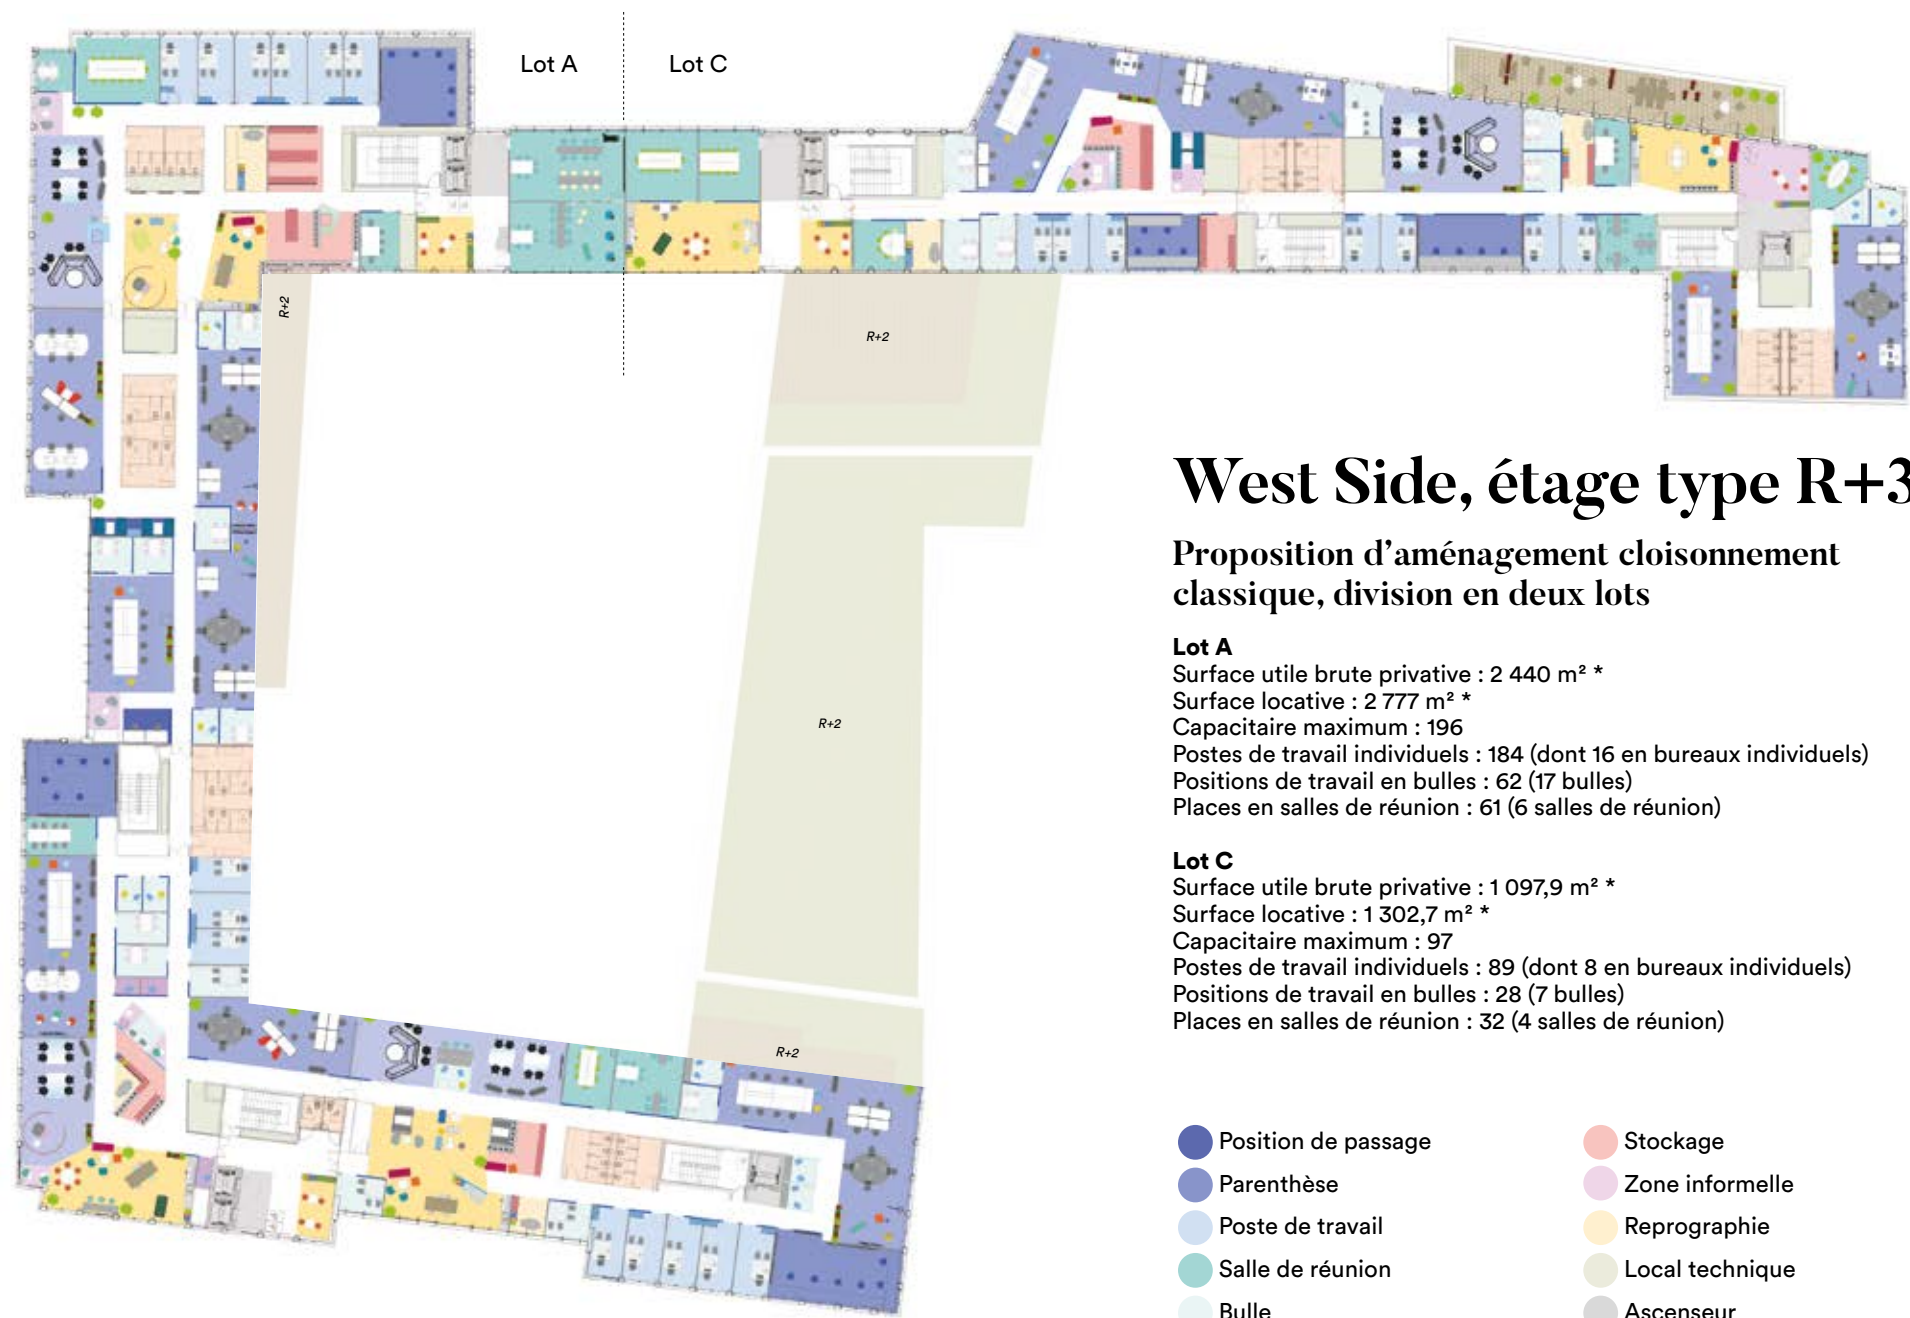 Lot A
Lot C
R+2
R+2
R+2
R+2
West Side, étage type R+3
Proposition d’aménagement cloisonnement
classique, division en deux lots
Lot A
Surface utile brute privative : 2 440 m² *
Surface locative : 2 777 m² *
Capacitaire maximum : 196
Postes de travail individuels : 184 (dont 16 en bureaux individuels)
Positions de travail en bulles : 62 (17 bulles)
Places en salles de réunion : 61 (6 salles de réunion)
Lot C
Surface utile brute privative : 1 097,9 m² *
Surface locative : 1 302,7 m² *
Capacitaire maximum : 97
Postes de travail individuels : 89 (dont 8 en bureaux individuels)
Positions de travail en bulles : 28 (7 bulles)
Places en salles de réunion : 32 (4 salles de réunion)
Position de passage
Parenthèse
Poste de travail
Salle de réunion
Bulle
Stockage
Zone informelle
Reprographie
Local technique
Ascenseur